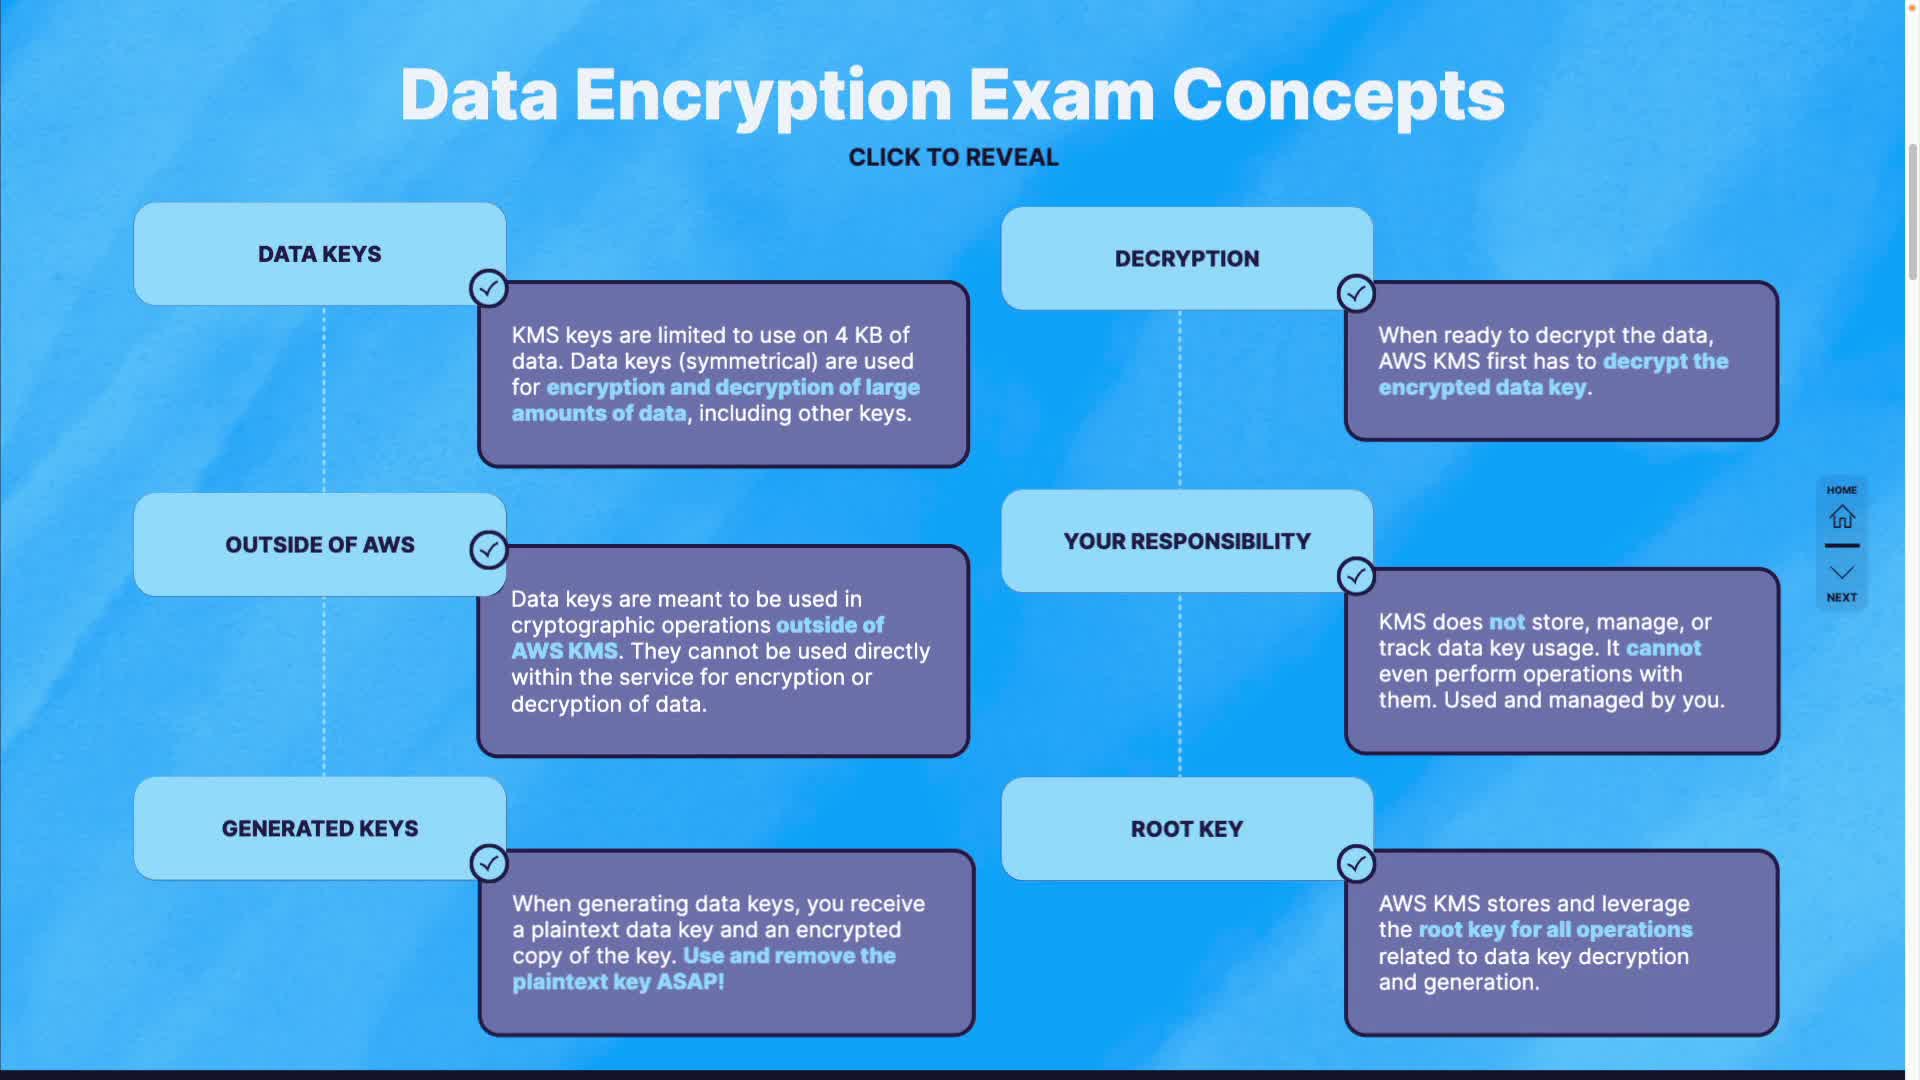 Data Encryption Exam Concepts
CLICK TO REVEAL
DATA KEYS
KMS keys are limited to use on 4 KB of
data. Data keys (symmetrical) are used
for encryption and decryption of large
amounts of data, including other keys.
OUTSIDE OF AWS
Data keys are meant to be used in
cryptographic operations outside of
AWS KMS. They cannot be used directly
within the service for encryption or
decryption of data.
GENERATED KEYS
When generating data keys, you receive
a plaintext data key and an encrypted
copy of the key. Use and remove the
plaintext key ASAP!
DECRYPTION
When ready to decrypt the data,
AWS KMS first has to decrypt the
encrypted data key.
YOUR RESPONSIBILITY
KMS does not store, manage, or
track data key usage. It cannot
even perform operations with
them. Used and managed by you.
ROOT KEY
AWS KMS stores and leverage
the root key for all operations
related to data key decryption
and generation.
HOME
NEXT